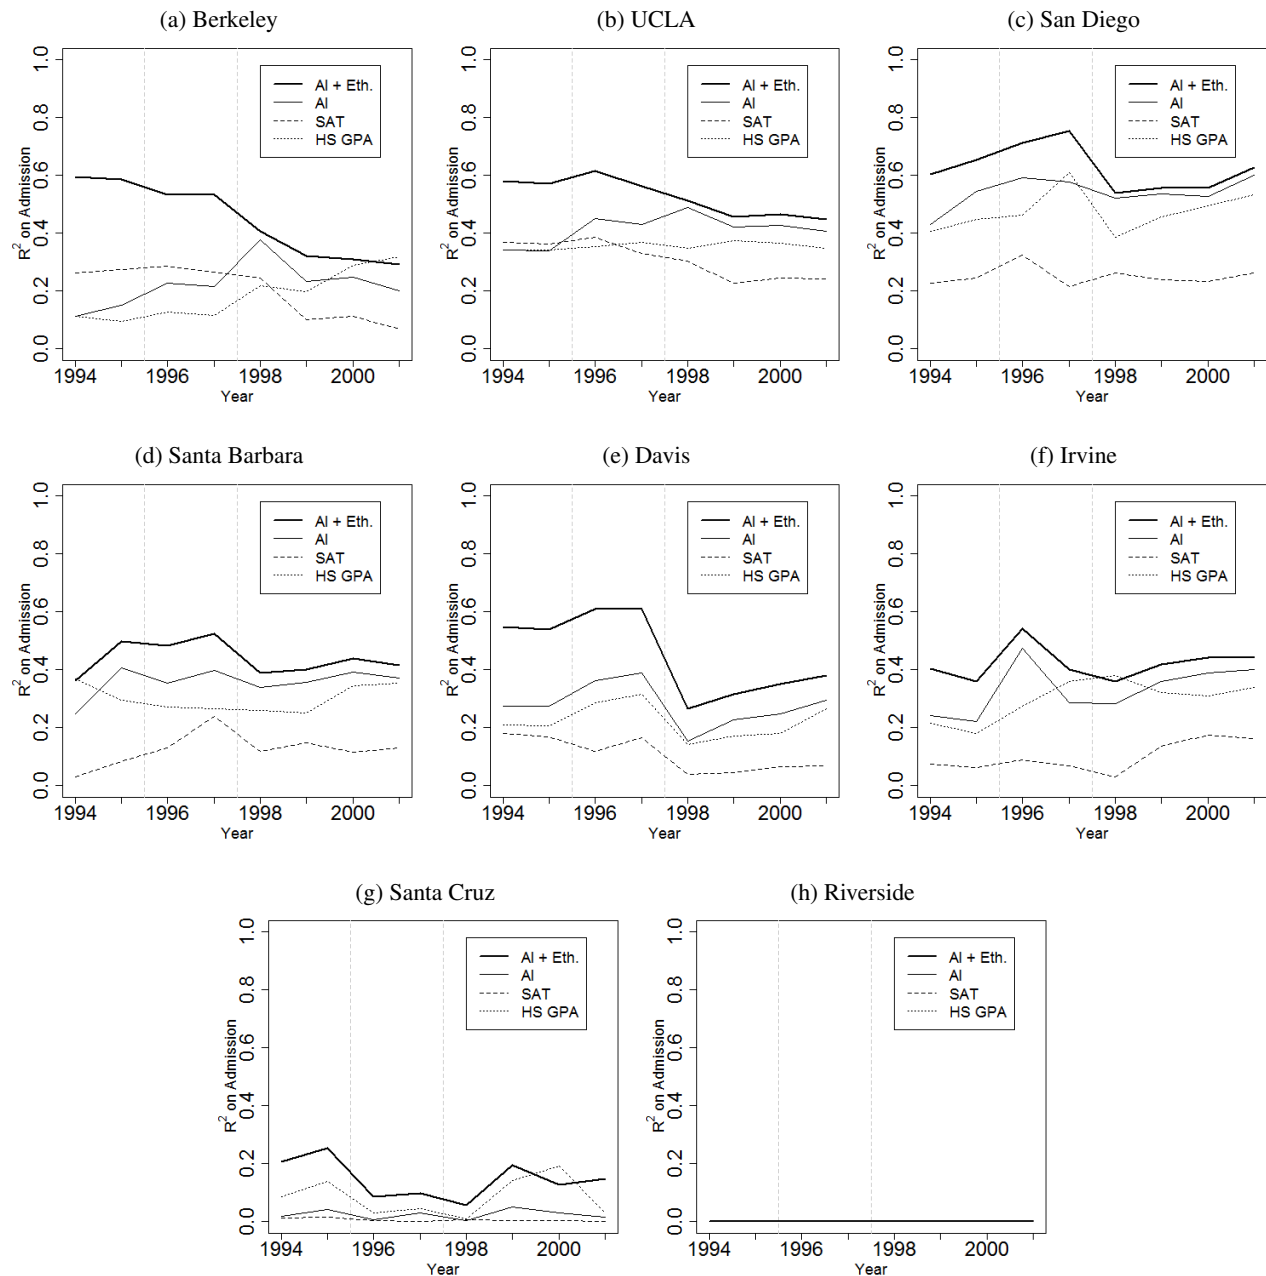 (a) Berkeley
R² on Admission
0.0 0.2 0.4 0.6 0.8 1.0
AI + Eth.
AI
SAT
HS GPA
1994 1996 1998 2000
Year
(b) UCLA
R² on Admission
0.0 0.2 0.4 0.6 0.8 1.0
AI + Eth.
AI
SAT
HS GPA
1994 1996 1998 2000
Year
(c) San Diego
R² on Admission
0.0 0.2 0.4 0.6 0.8 1.0
AI + Eth.
AI
SAT
HS GPA
1994 1996 1998 2000
Year
(d) Santa Barbara
R² on Admission
0.0 0.2 0.4 0.6 0.8 1.0
AI + Eth.
AI
SAT
HS GPA
1994 1996 1998 2000
Year
(e) Davis
R² on Admission
0.0 0.2 0.4 0.6 0.8 1.0
AI + Eth.
AI
SAT
HS GPA
1994 1996 1998 2000
Year
(f) Irvine
R² on Admission
0.0 0.2 0.4 0.6 0.8 1.0
AI + Eth.
AI
SAT
HS GPA
1994 1996 1998 2000
Year
(g) Santa Cruz
R² on Admission
0.0 0.2 0.4 0.6 0.8 1.0
AI + Eth.
AI
SAT
HS GPA
1994 1996 1998 2000
Year
(h) Riverside
R² on Admission
0.0 0.2 0.4 0.6 0.8 1.0
AI + Eth.
AI
SAT
HS GPA
1994 1996 1998 2000
Year